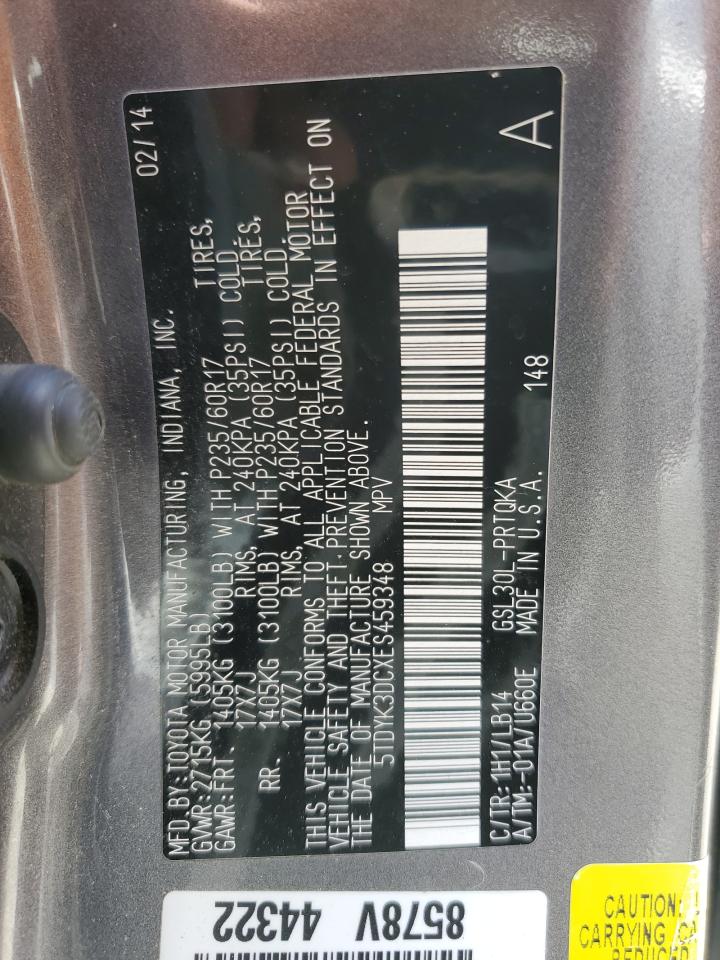 MFD BY:TOYOTA MOTOR MANUFACTURING, INDIANA, INC. 02/14
GVWR:2715KG (5995LB)
GAWR:FRT. 1405KG (3100LB) WITH P235/60R17 TIRES,
17X7J RIMS, AT 240KPA (35PSI) COLD.
RR. 1405KG (3100LB) WITH P235/60R17 TIRES,
17X7J RIMS, AT 240KPA (35PSI) COLD.
THIS VEHICLE CONFORMS TO ALL APPLICABLE FEDERAL MOTOR
VEHICLE SAFETY AND THEFT PREVENTION STANDARDS IN EFFECT ON
THE DATE OF MANUFACTURE SHOWN ABOVE.
5TDYK3DCXES459348 MPV
C/TR:1H1/LB14 GSL30L-PRTQKA
A/TM:-01A/U660E MADE IN U.S.A. 148 A
8578V 44322
CAUTION:
CARRYING CA
REDUCED